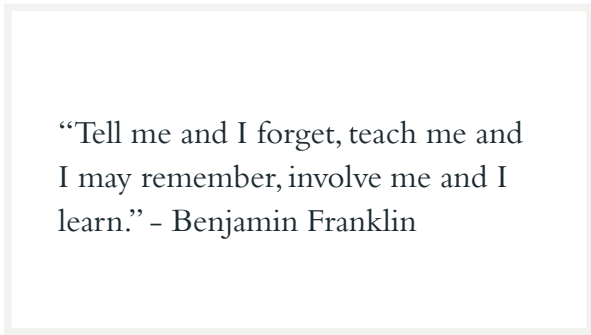 “Tell me and I forget, teach me and
I may remember, involve me and I
learn.” – Benjamin Franklin